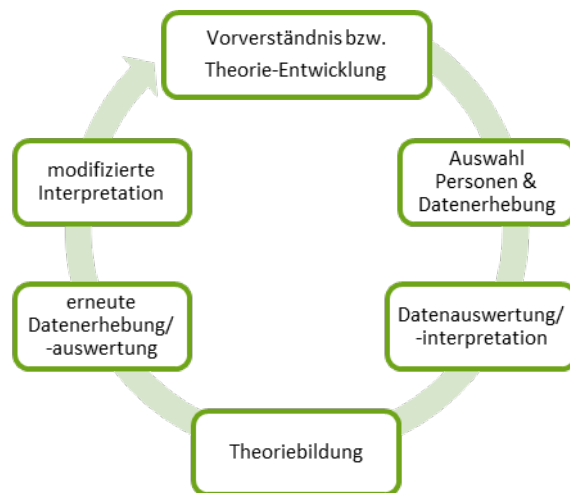 Vorverständnis bzw.
Theorie-Entwicklung
Auswahl
Personen &
Datenerhebung
Datenauswertung/
-interpretation
Theoriebildung
erneute
Datenerhebung/
-auswertung
modifizierte
Interpretation